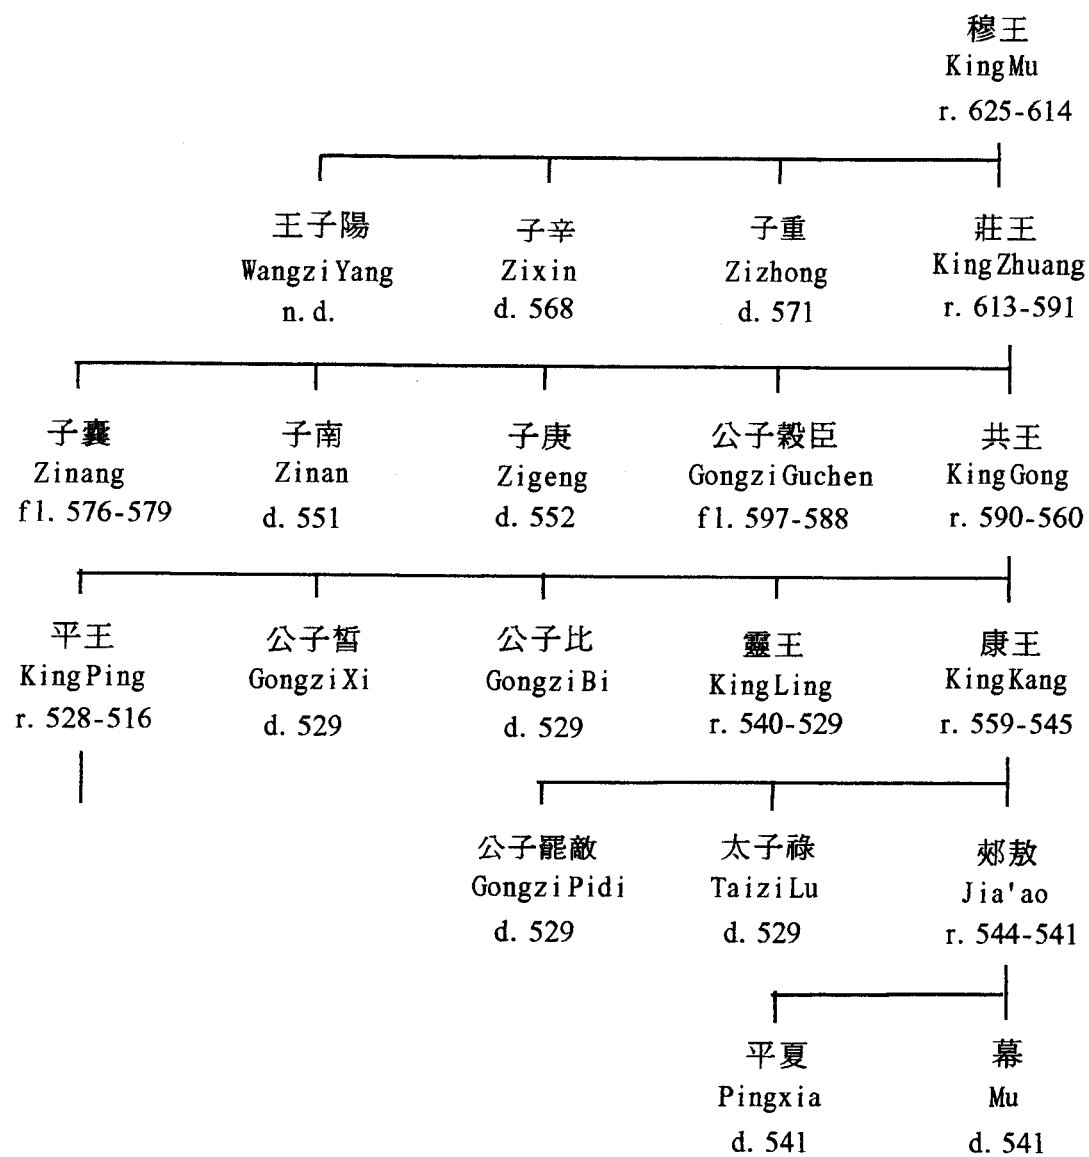 穆王
King Mu
r. 625-614
王子陽 子辛 子重 莊王
Wangzi Yang Zixin Zizhong King Zhuang
n.d. d. 568 d. 571 r. 613-591
子囊 子南 子庚 公子穀臣 共王
Zinang Zinan Zigeng Gongzi Guchen King Gong
fl. 576-579 d. 551 d. 552 fl. 597-588 r. 590-560
平王 公子晳 公子比 靈王 康王
King Ping Gongzi Xi Gongzi Bi King Ling King Kang
r. 528-516 d. 529 d. 529 r. 540-529 r. 559-545
公子罷敵 太子祿 郟敖
Gongzi Pidi Taizi Lu Jia'ao
d. 529 d. 529 r. 544-541
平夏 幕
Pingxia Mu
d. 541 d. 541